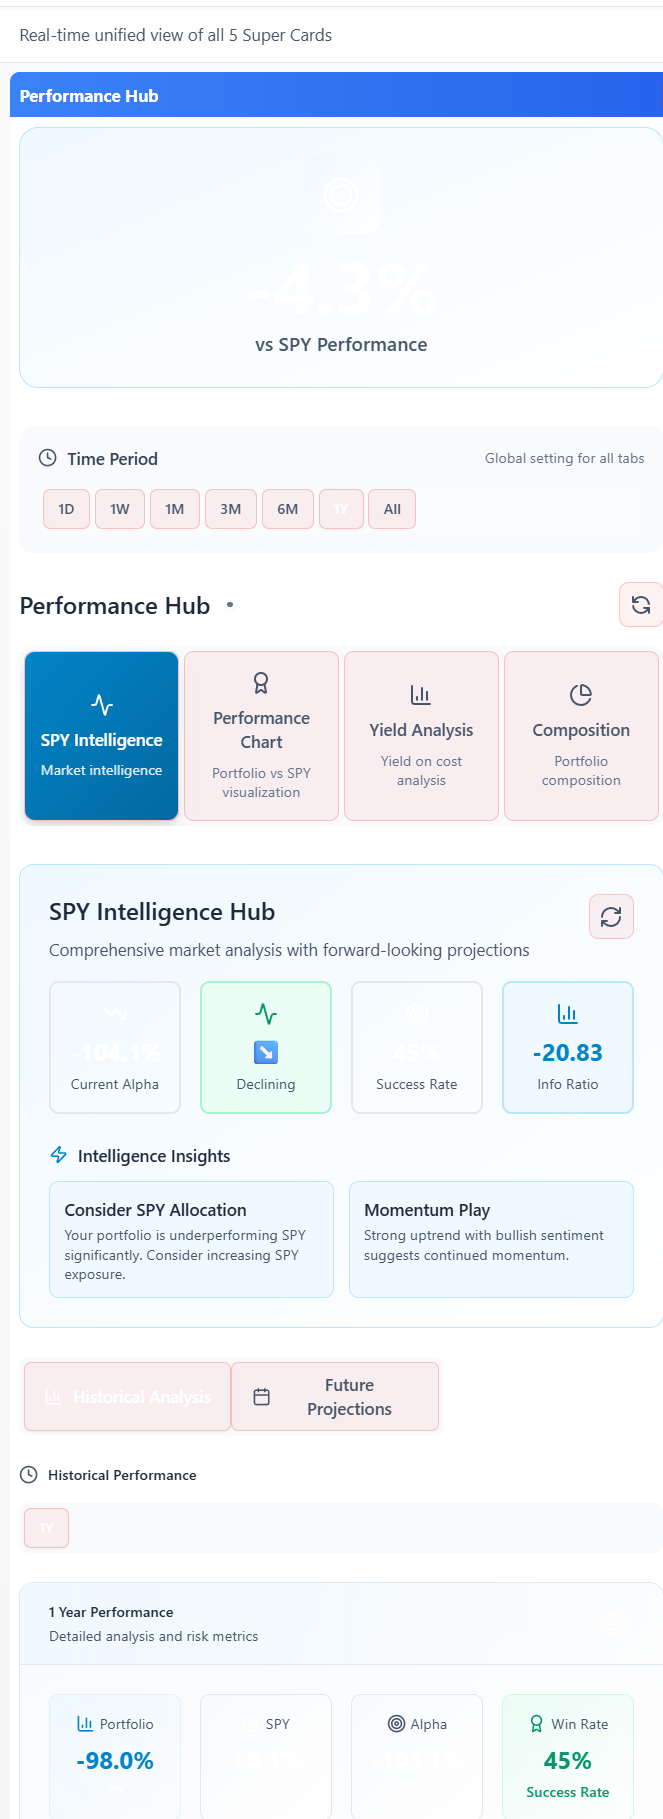 Real-time unified view of all 5 Super Cards
Performance Hub
-4.3%
vs SPY Performance
Time Period
Global setting for all tabs
1D
1W
1M
3M
6M
1Y
All
Performance Hub •
SPY Intelligence
Market intelligence
Performance
Chart
Portfolio vs SPY
visualization
Yield Analysis
Yield on cost
analysis
Composition
Portfolio
composition
SPY Intelligence Hub
Comprehensive market analysis with forward-looking projections
-104.1%
Current Alpha
Declining
45%
Success Rate
-20.83
Info Ratio
Intelligence Insights
Consider SPY Allocation
Your portfolio is underperforming SPY
significantly. Consider increasing SPY
exposure.
Momentum Play
Strong uptrend with bullish sentiment
suggests continued momentum.
Historical Analysis
Future
Projections
Historical Performance
1Y
1 Year Performance
Detailed analysis and risk metrics
Portfolio
-98.0%
SPY
Alpha
-104.1%
Win Rate
45%
Success Rate